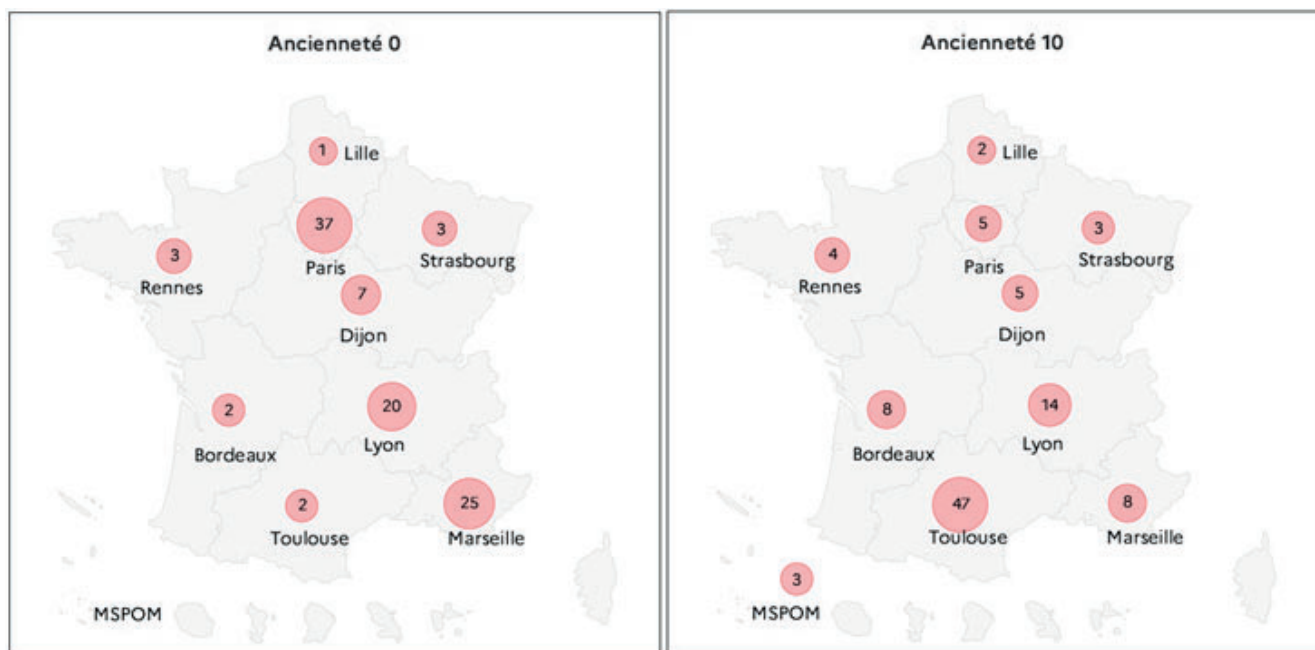 Ancienneté 0
1 Lille
37
Paris
3
Strasbourg
3
Rennes
7
Dijon
2
Bordeaux
20
Lyon
2
Toulouse
25
Marseille
MSPOM
Ancienneté 10
2 Lille
5
Paris
3
Strasbourg
4
Rennes
5
Dijon
8
Bordeaux
14
Lyon
47
Toulouse
8
Marseille
3
MSPOM